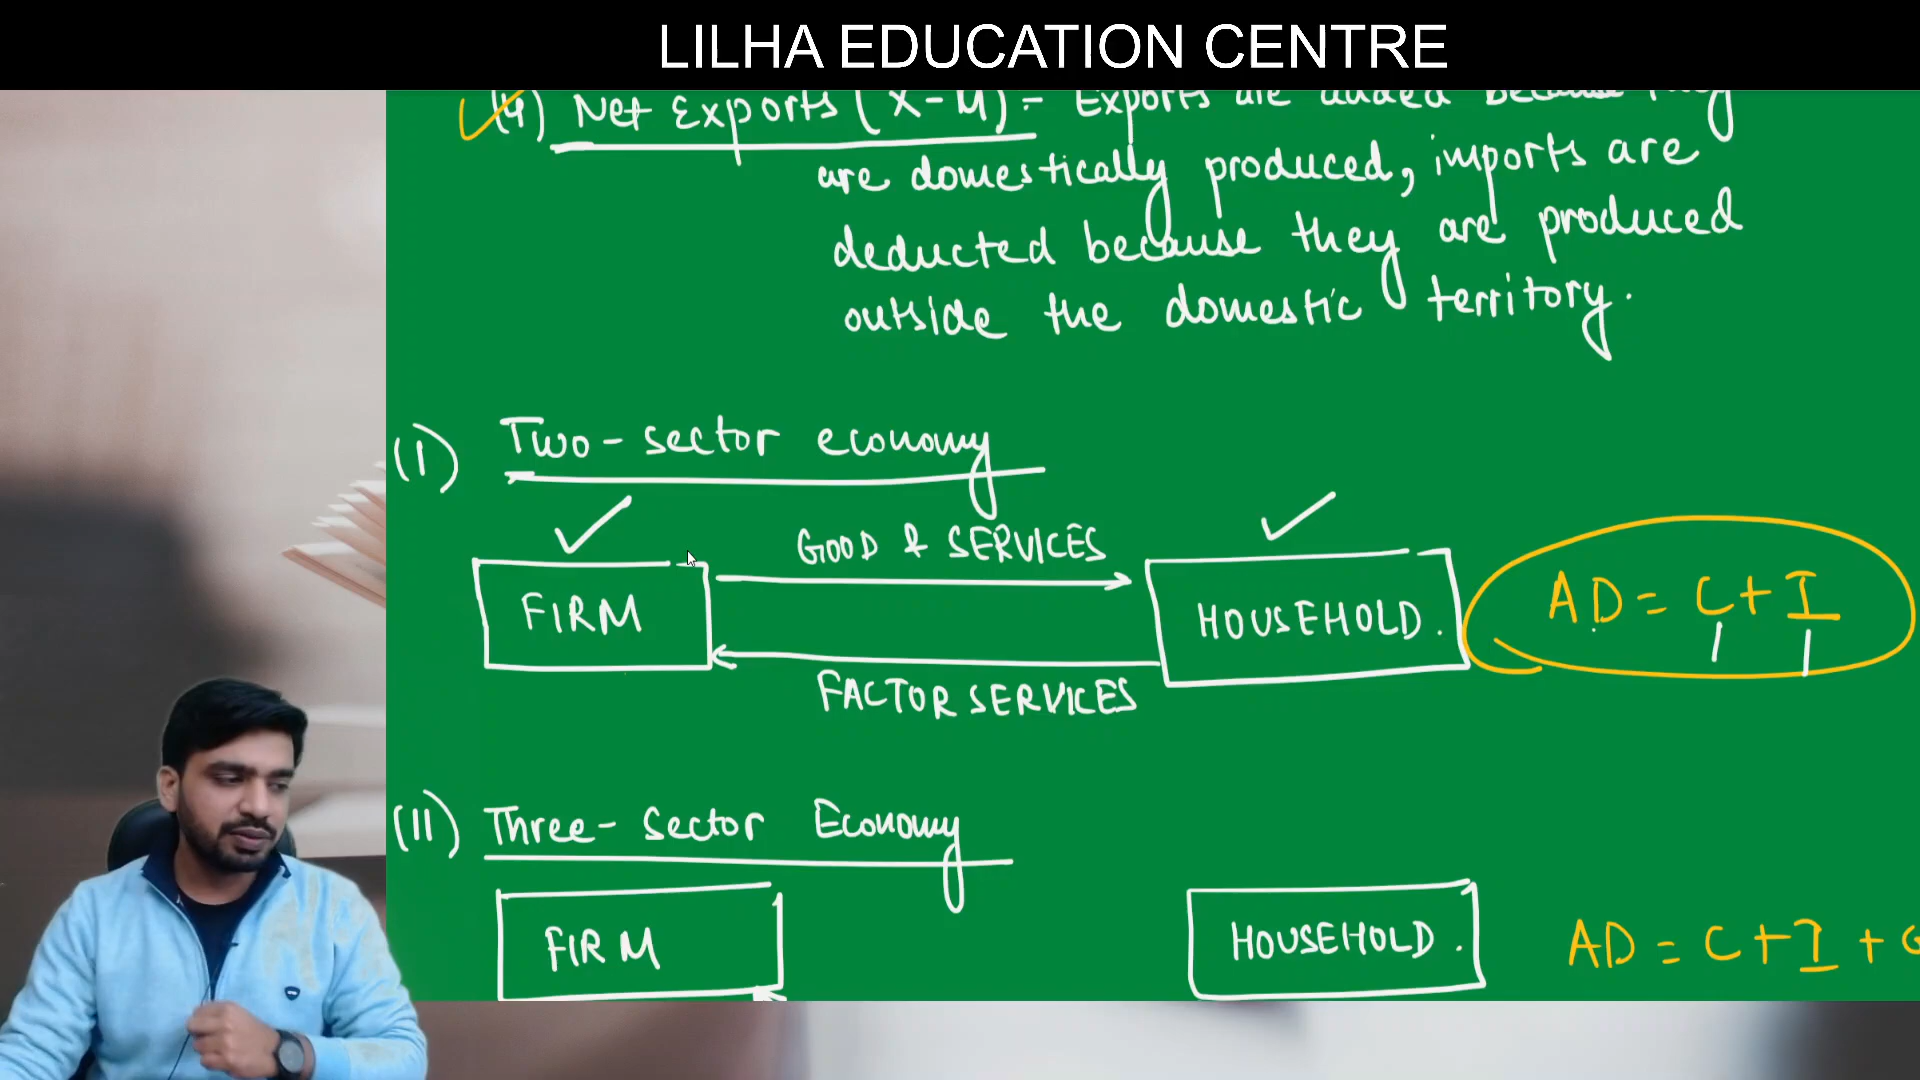 LILHA EDUCATION CENTRE
(4) Net Exports (X-M) - Exports are added because they
are domestically produced, imports are
deducted because they are produced
outside the domestic territory.
(I) Two-sector economy
GOOD & SERVICES
FIRM
HOUSEHOLD.
AD = C+I
FACTOR SERVICES
(II) Three-Sector Economy
FIRM
HOUSEHOLD.
AD = C+I+G